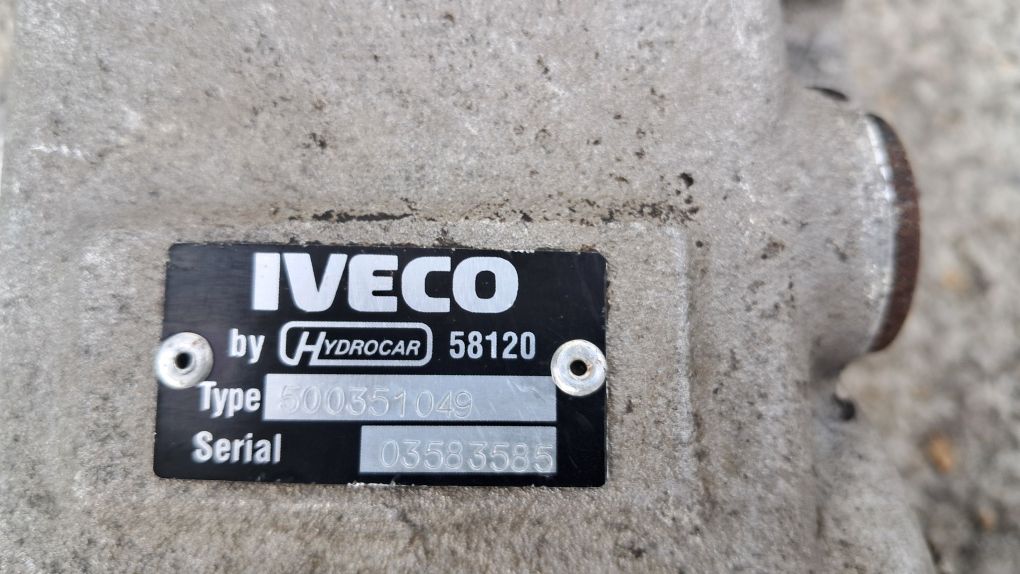 IVECO
by HYDROCAR 58120
Type 500351049
Serial 03583585